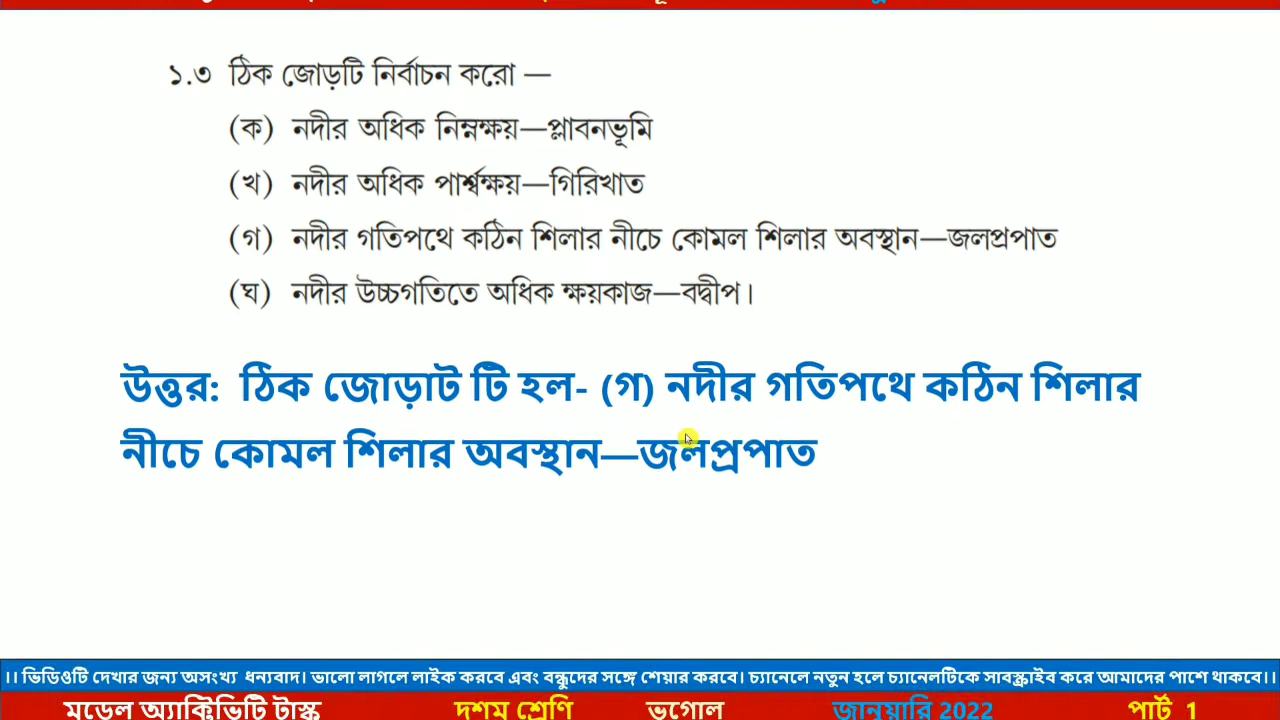 ১.৩ ঠিক জোড়টি নির্বাচন করো —
(ক) নদীর অধিক নিম্নক্ষয়—প্লাবনভূমি
(খ) নদীর অধিক পার্শ্বক্ষয়—গিরিখাত
(গ) নদীর গতিপথে কঠিন শিলার নীচে কোমল শিলার অবস্থান—জলপ্রপাত
(ঘ) নদীর উচ্চগতিতে অধিক ক্ষয়কাজ—বদ্বীপ।
উত্তর: ঠিক জোড়াট টি হল- (গ) নদীর গতিপথে কঠিন শিলার
নীচে কোমল শিলার অবস্থান—জলপ্রপাত
।। ভিডিওটি দেখার জন্য অসংখ্য ধন্যবাদ। ভালো লাগলে লাইক করবে এবং বন্ধুদের সঙ্গে শেয়ার করবে। চ্যানেলে নতুন হলে চ্যানেলটিকে সাবস্ক্রাইব করে আমাদের পাশে থাকবে।।
মডেল অ্যাক্টিভিটি টাস্ক দশম শ্রেণি ভূগোল জানুয়ারি 2022 পার্ট 1